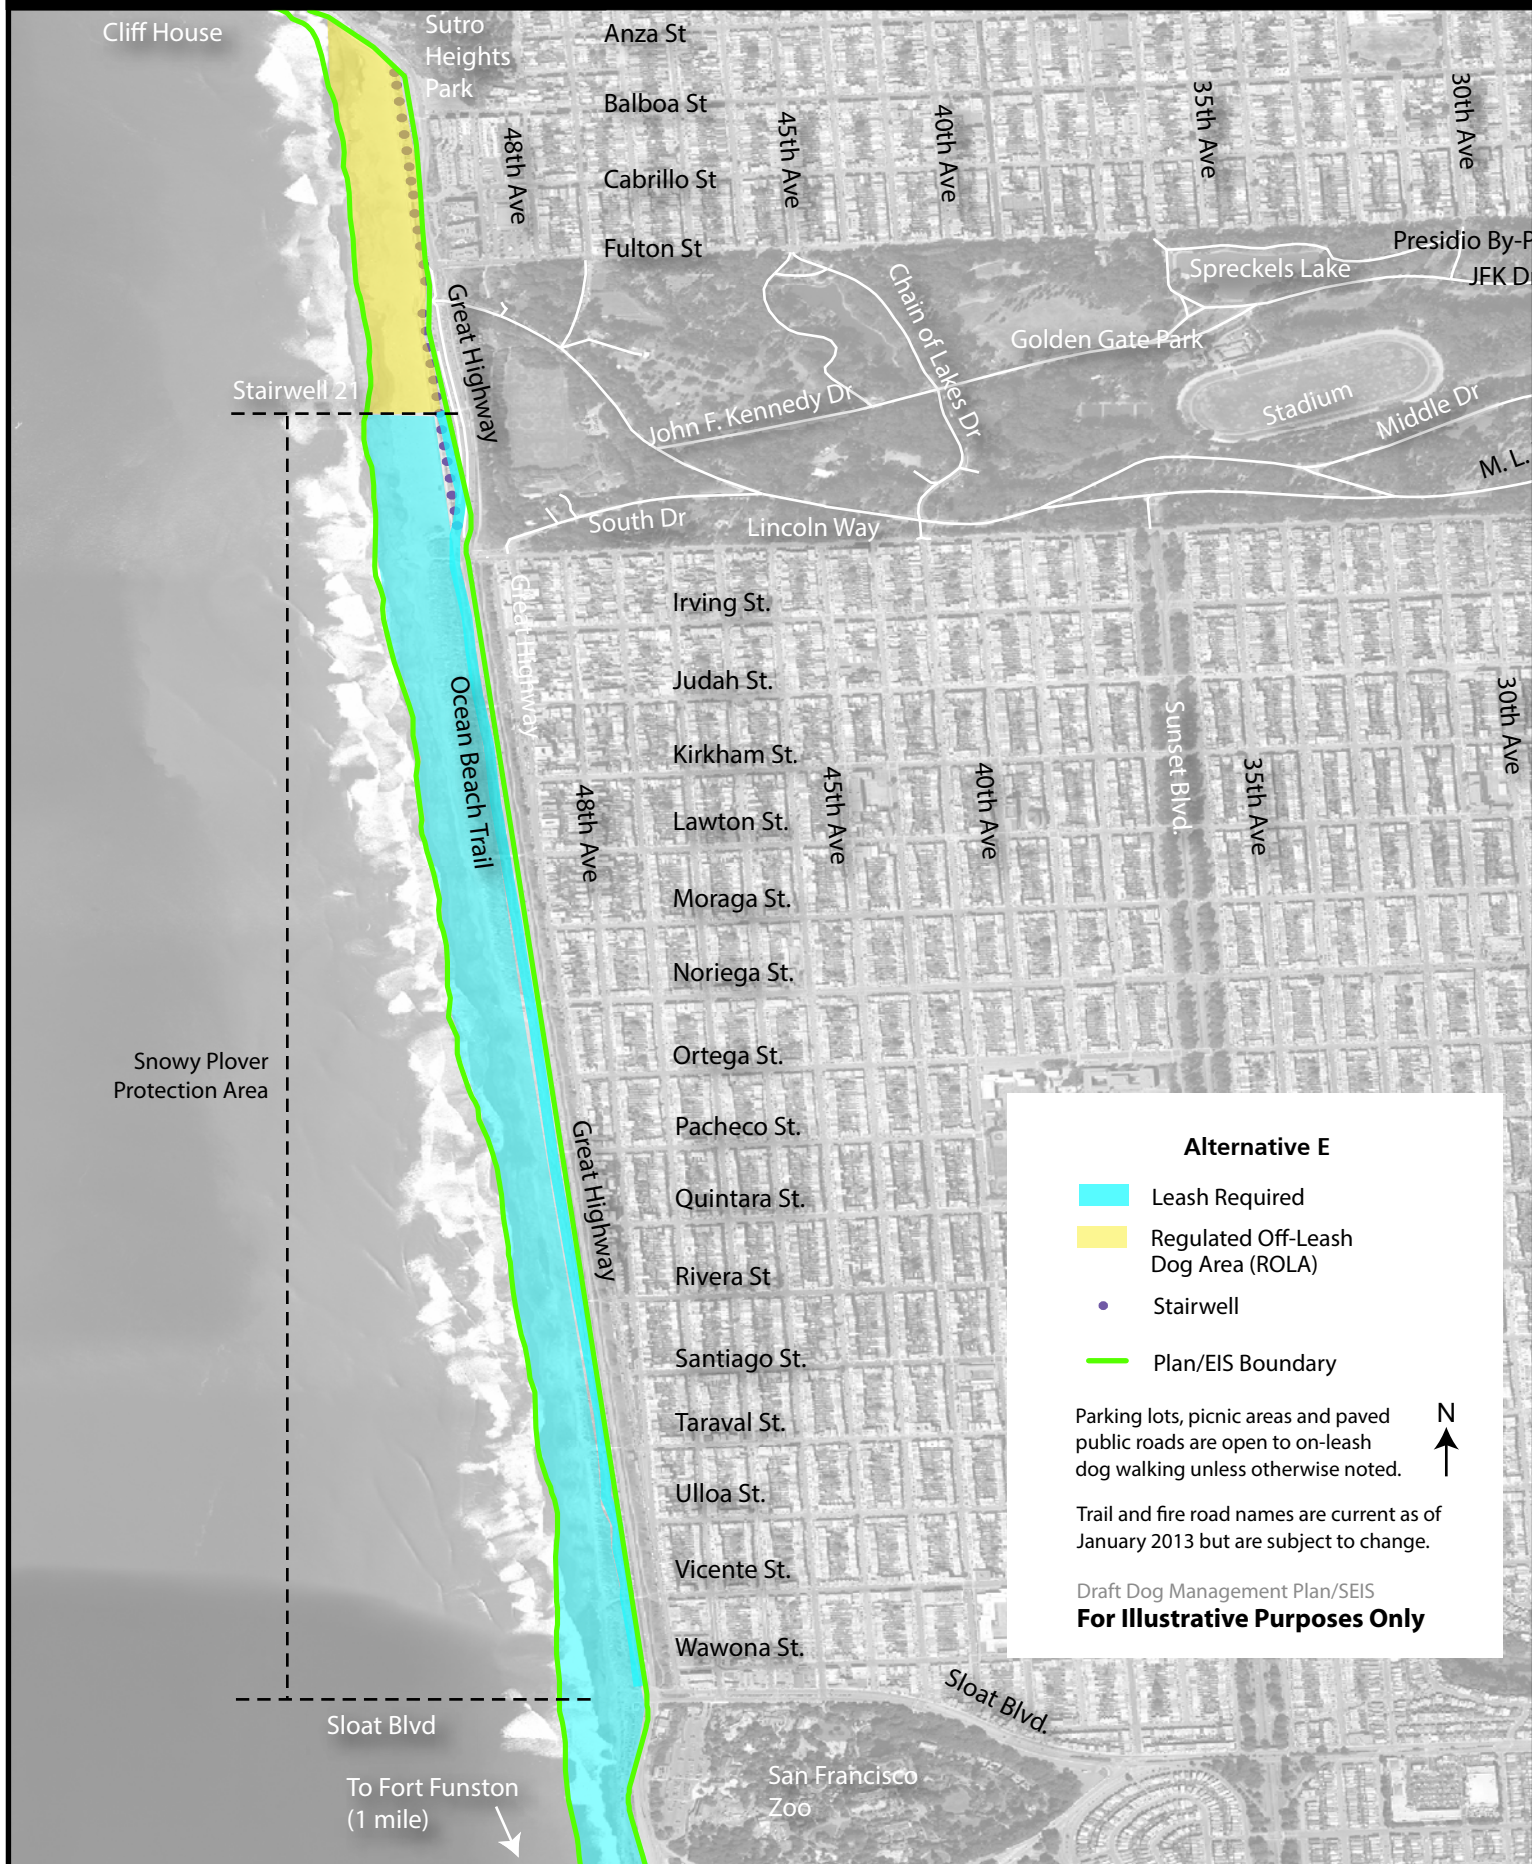 Cliff House
Sutro
Heights
Park
Anza St
Balboa St
Cabrillo St
Fulton St
48th Ave
45th Ave
40th Ave
35th Ave
30th Ave
Presidio By-P
JFK D
Spreckels Lake
Golden Gate Park
Chain of Lakes Dr
John F. Kennedy Dr
Stadium
Middle Dr
M. L.
Great Highway
Stairwell 21
South Dr
Lincoln Way
Great Highway
Irving St.
Judah St.
Kirkham St.
Lawton St.
Moraga St.
Noriega St.
Ortega St.
Pacheco St.
Quintara St.
Rivera St
Santiago St.
Taraval St.
Ulloa St.
Vicente St.
Wawona St.
Ocean Beach Trail
48th Ave
45th Ave
40th Ave
Sunset Blvd.
35th Ave
30th Ave
Great Highway
Snowy Plover
Protection Area
Sloat Blvd
Sloat Blvd.
To Fort Funston
(1 mile)
San Francisco
Zoo
Alternative E
Leash Required
Regulated Off-Leash
Dog Area (ROLA)
Stairwell
Plan/EIS Boundary
Parking lots, picnic areas and paved
public roads are open to on-leash
dog walking unless otherwise noted.
N
Trail and fire road names are current as of
January 2013 but are subject to change.
Draft Dog Management Plan/SEIS
For Illustrative Purposes Only